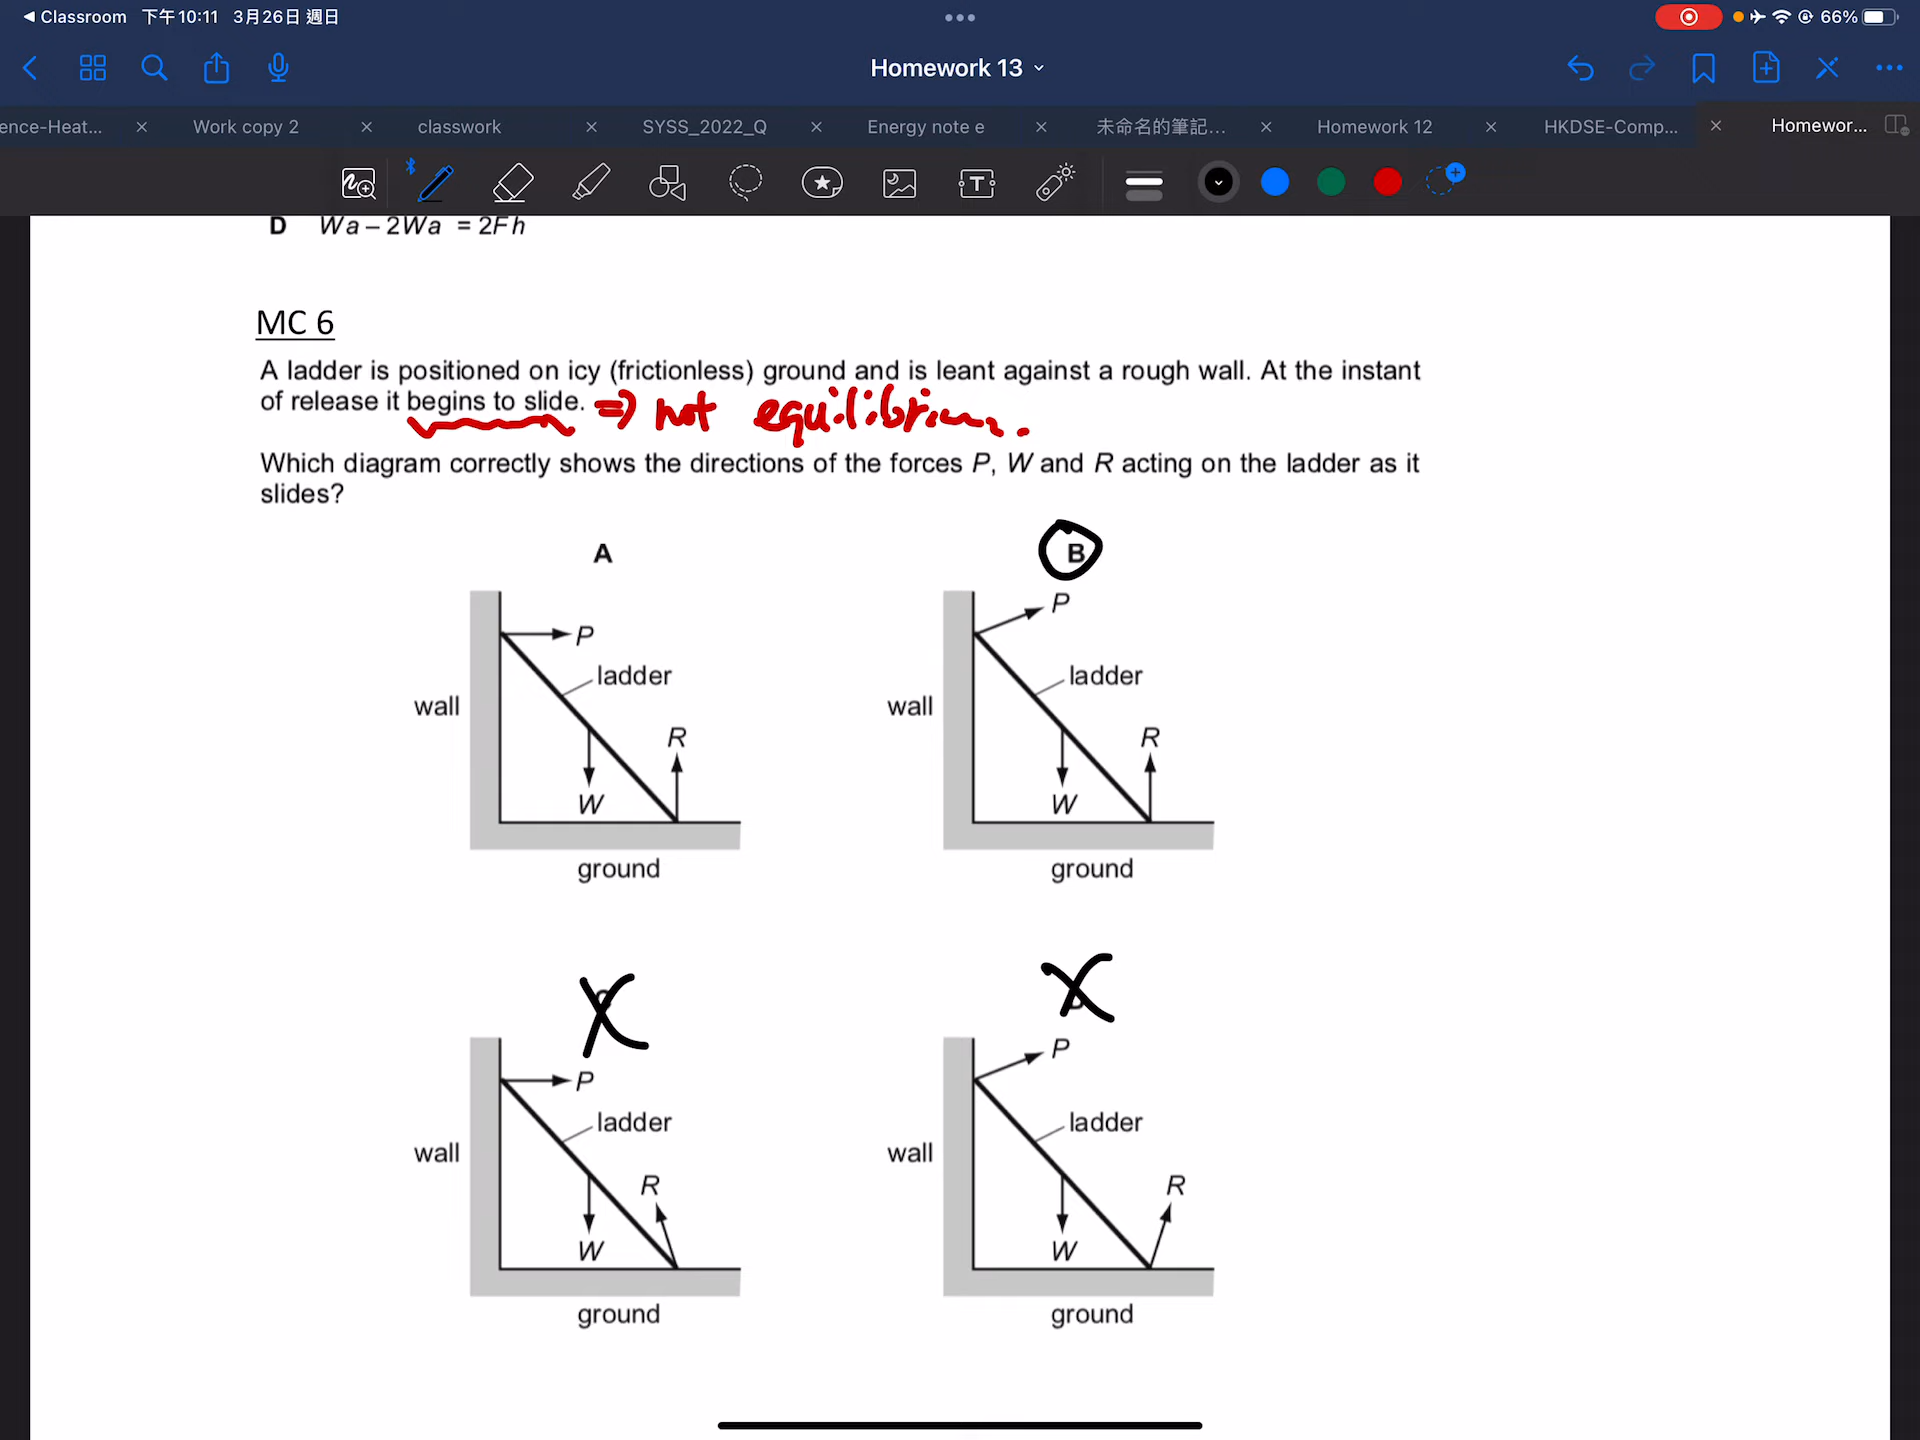 ◀ Classroom 下午10:11 3月26日 週日
66%
Homework 13
ence-Heat...
Work copy 2
classwork
SYSS_2022_Q
Energy note e
未命名的筆記...
Homework 12
HKDSE-Comp...
Homewor...
D Wa – 2Wa = 2Fh
MC 6
A ladder is positioned on icy (frictionless) ground and is leant against a rough wall. At the instant
of release it begins to slide. ⇒ not equilibrium.
Which diagram correctly shows the directions of the forces P, W and R acting on the ladder as it
slides?
A
P
ladder
wall
R
W
ground
B
P
ladder
wall
R
W
ground
P
ladder
wall
R
W
ground
P
ladder
wall
R
W
ground